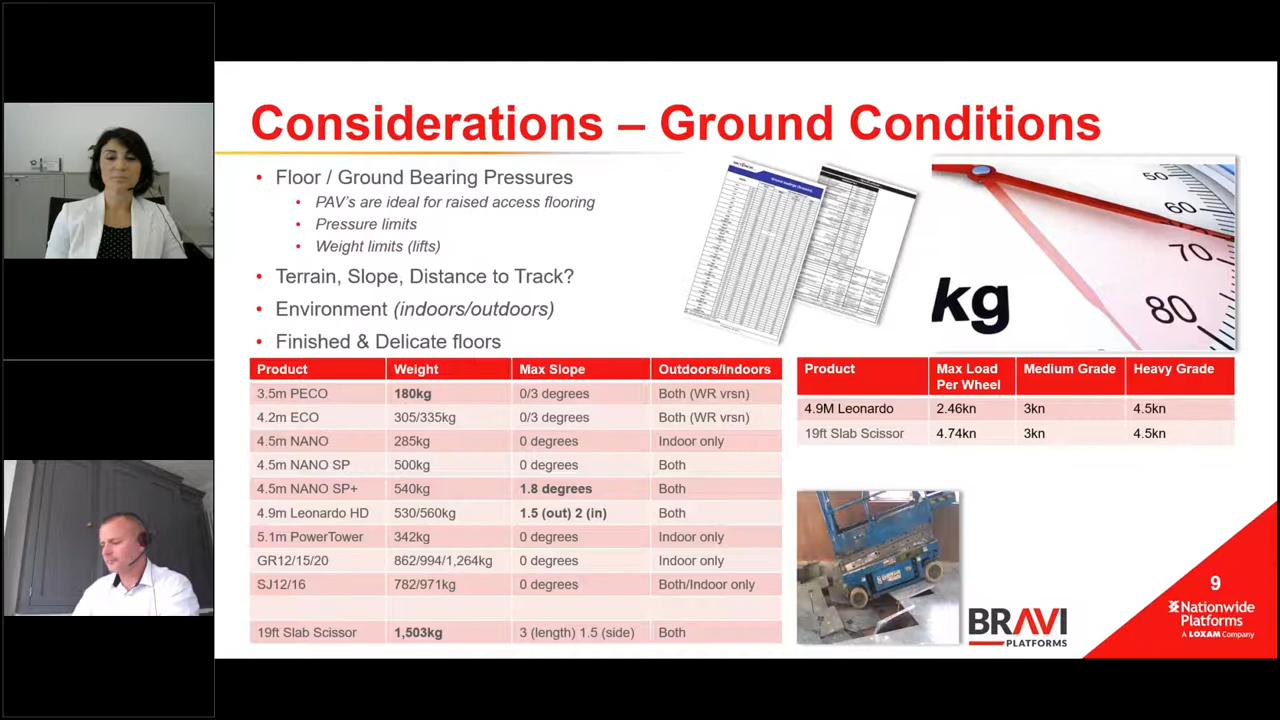 Considerations – Ground Conditions
• Floor / Ground Bearing Pressures
• PAV's are ideal for raised access flooring
• Pressure limits
• Weight limits (lifts)
• Terrain, Slope, Distance to Track?
• Environment (indoors/outdoors)
• Finished & Delicate floors
50
60
70
80
kg
Product Weight Max Slope Outdoors/Indoors
3.5m PECO 180kg 0/3 degrees Both (WR vrsn)
4.2m ECO 305/335kg 0/3 degrees Both (WR vrsn)
4.5m NANO 285kg 0 degrees Indoor only
4.5m NANO SP 500kg 0 degrees Both
4.5m NANO SP+ 540kg 1.8 degrees Both
4.9m Leonardo HD 530/560kg 1.5 (out) 2 (in) Both
5.1m PowerTower 342kg 0 degrees Indoor only
GR12/15/20 862/994/1,264kg 0 degrees Indoor only
SJ12/16 782/971kg 0 degrees Both/Indoor only
19ft Slab Scissor 1,503kg 3 (length) 1.5 (side) Both
Product Max Load Per Wheel Medium Grade Heavy Grade
4.9M Leonardo 2.46kn 3kn 4.5kn
19ft Slab Scissor 4.74kn 3kn 4.5kn
BRAVI
PLATFORMS
9
Nationwide
Platforms
A LOXAM Company